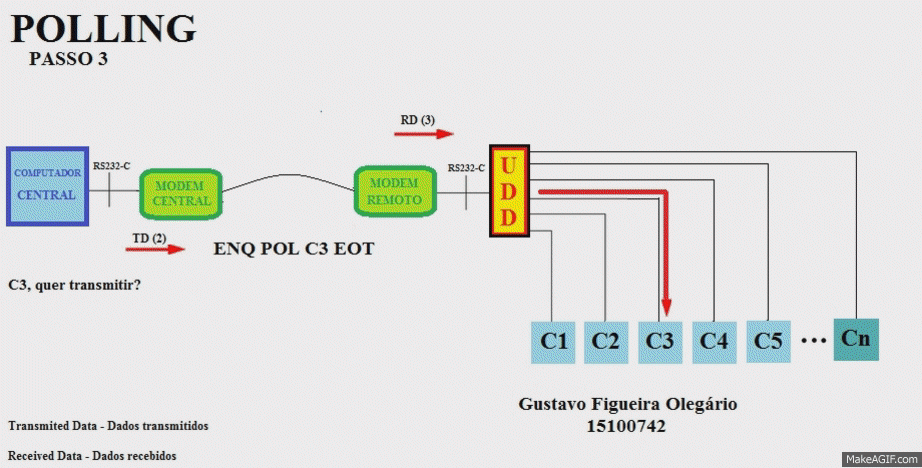 POLLING
PASSO 3
RD (3)
COMPUTADOR
CENTRAL
RS232-C
MODEM
CENTRAL
MODEM
REMOTO
RS232-C
U
D
D
TD (2)
ENQ POL C3 EOT
C3, quer transmitir?
C1 C2 C3 C4 C5 ... Cn
Gustavo Figueira Olegário
15100742
Transmited Data - Dados transmitidos
Received Data - Dados recebidos
MakeAGIF.com